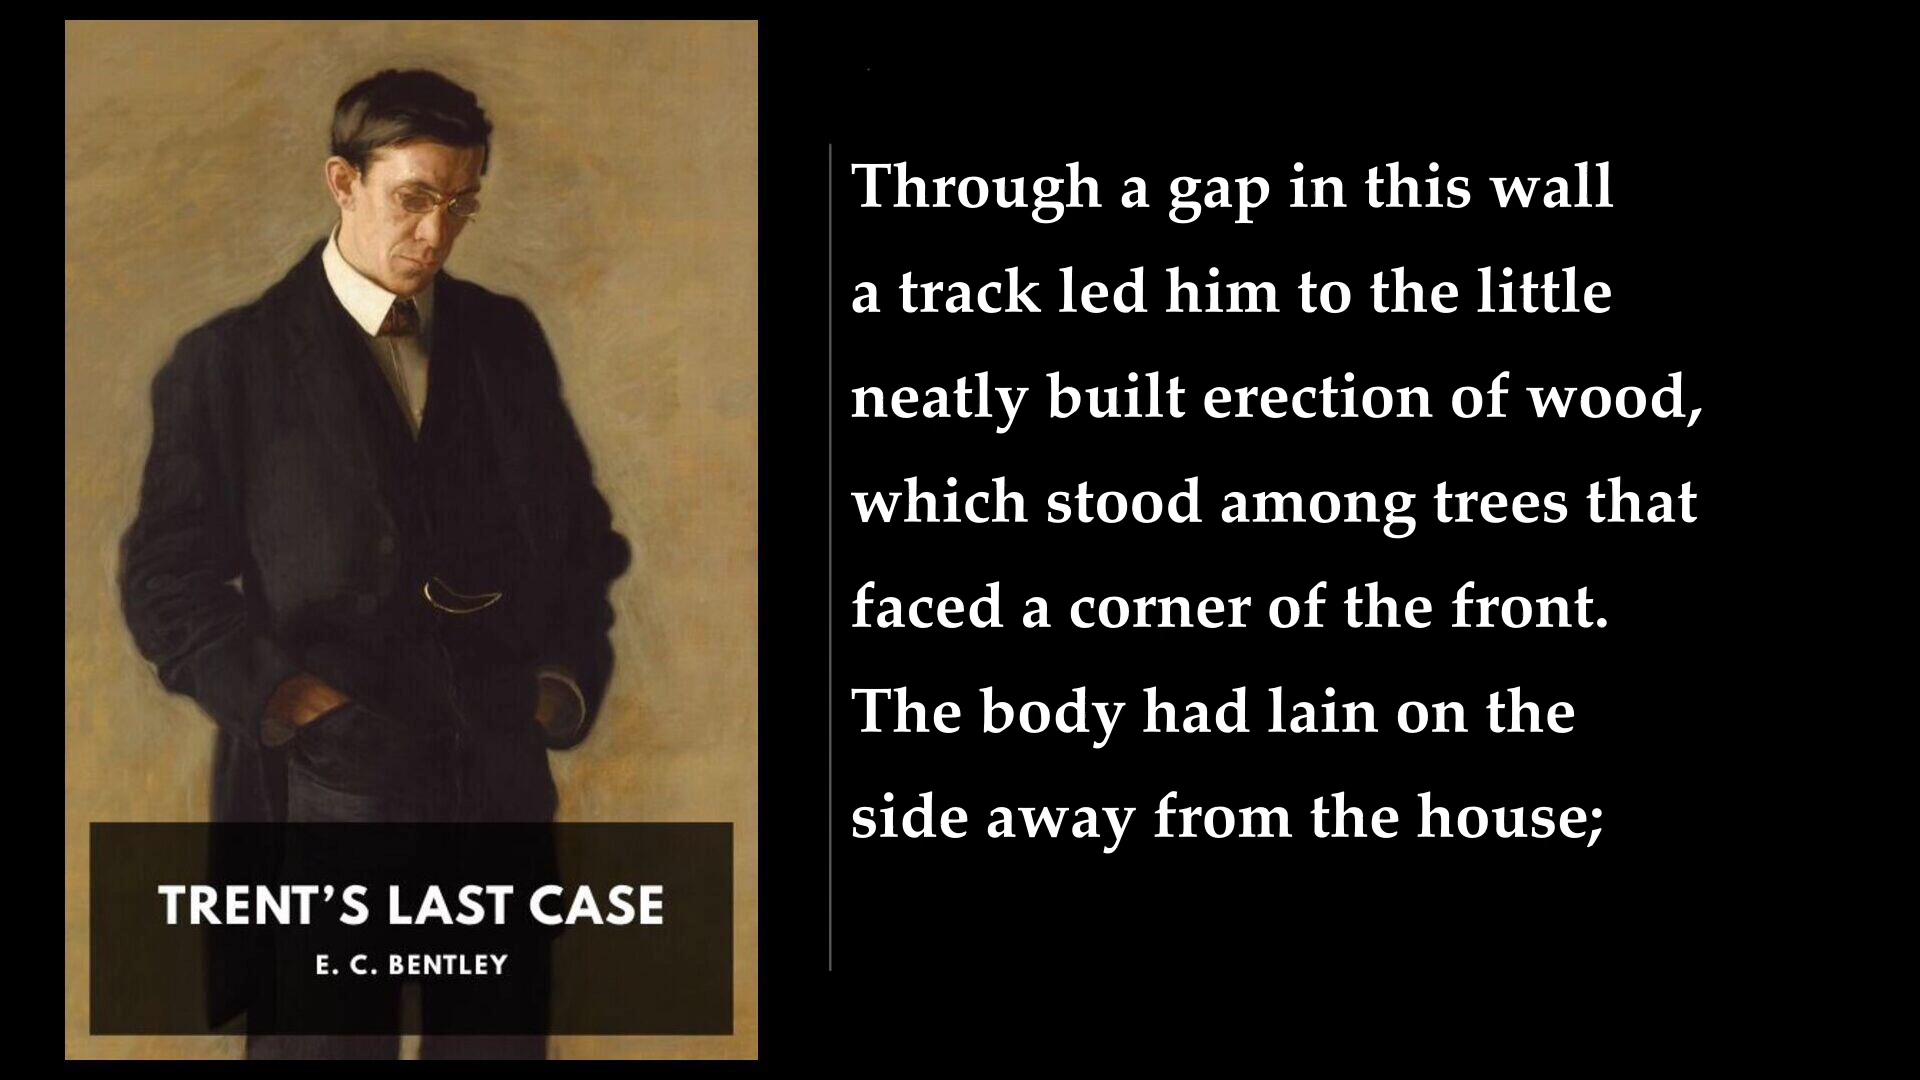 TRENT’S LAST CASE
E. C. BENTLEY
Through a gap in this wall
a track led him to the little
neatly built erection of wood,
which stood among trees that
faced a corner of the front.
The body had lain on the
side away from the house;